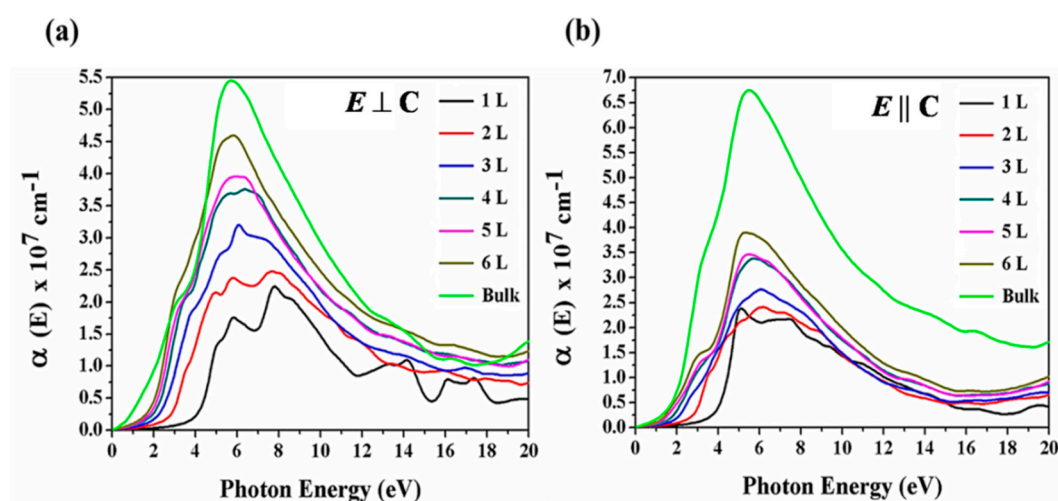 (a)
α (E) x 10⁷ cm⁻¹
5.5
5.0
4.5
4.0
3.5
3.0
2.5
2.0
1.5
1.0
0.5
0.0
0 2 4 6 8 10 12 14 16 18 20
Photon Energy (eV)
E ⊥ C
1 L
2 L
3 L
4 L
5 L
6 L
Bulk
(b)
α (E) x 10⁷ cm⁻¹
7.0
6.5
6.0
5.5
5.0
4.5
4.0
3.5
3.0
2.5
2.0
1.5
1.0
0.5
0.0
0 2 4 6 8 10 12 14 16 18 20
Photon Energy (eV)
E || C
1 L
2 L
3 L
4 L
5 L
6 L
Bulk